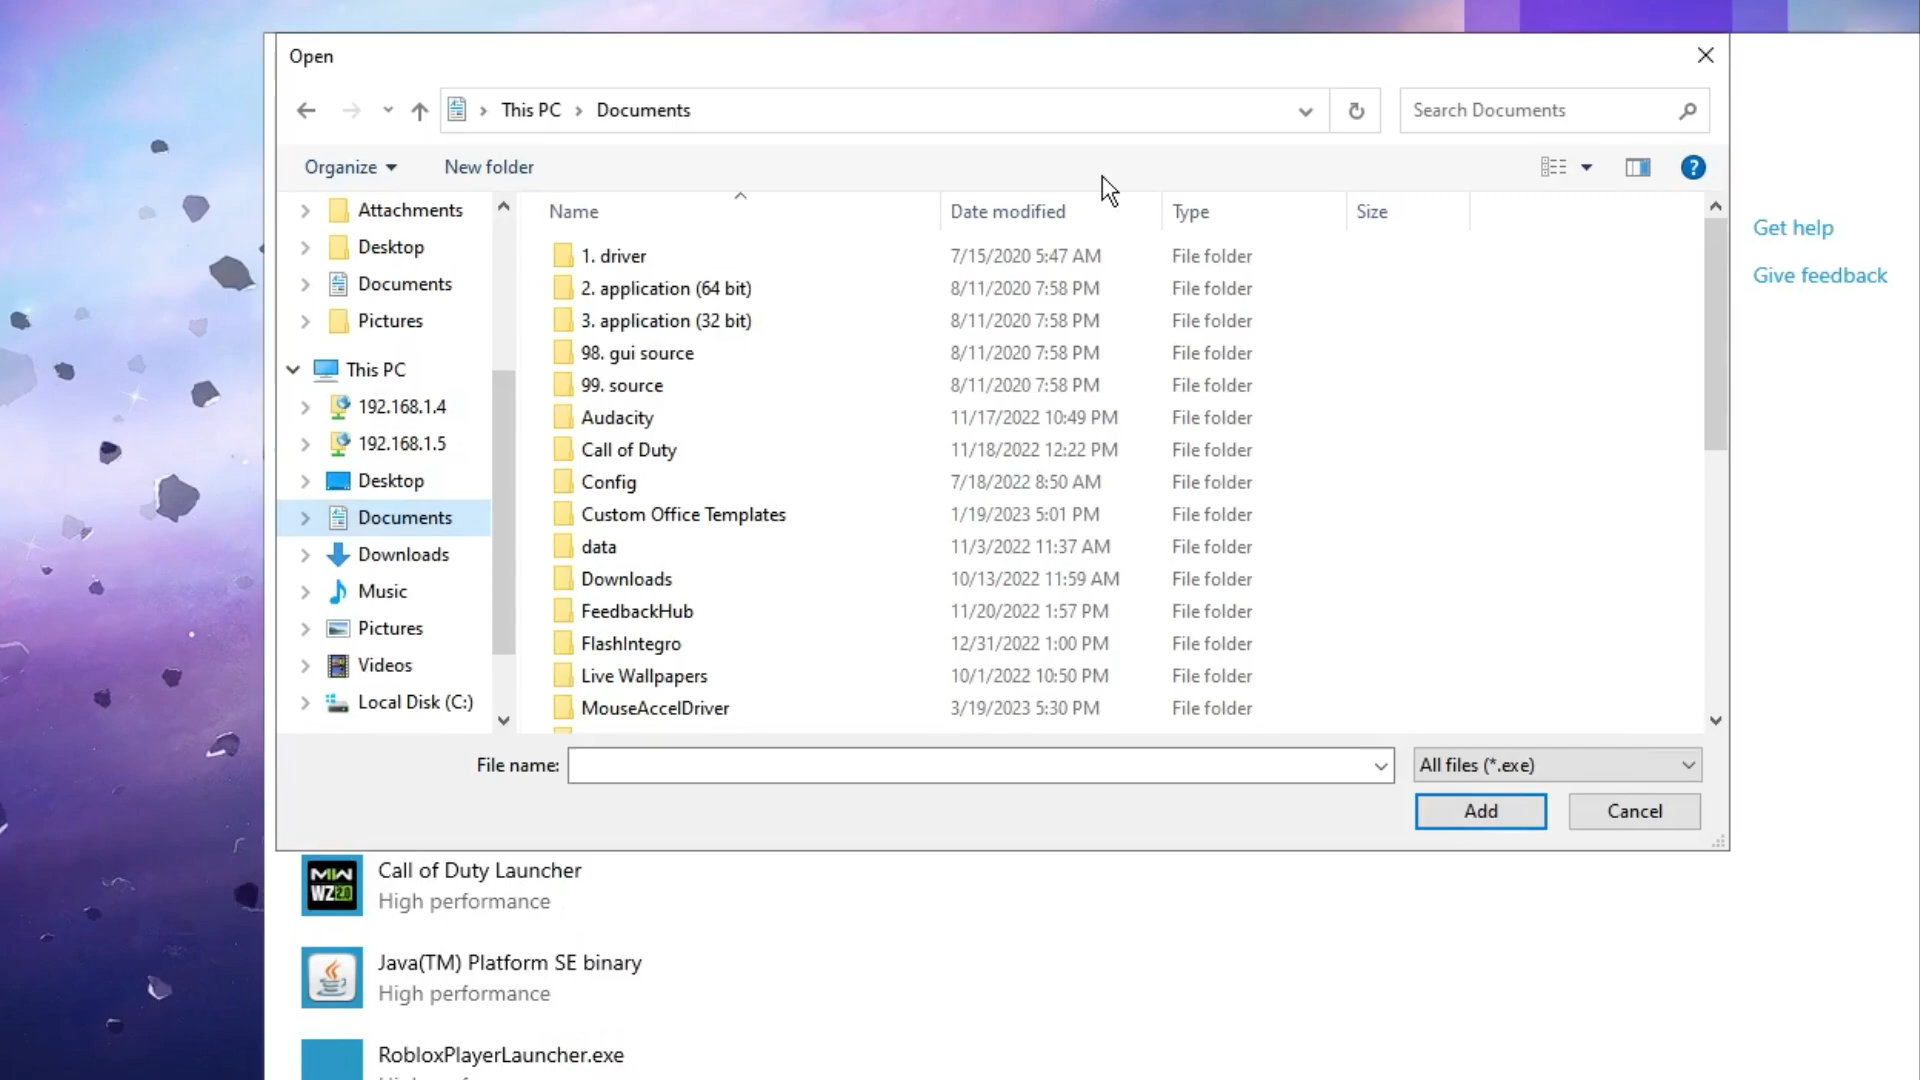 Open
This PC > Documents
Search Documents
Organize
New folder
?
Attachments
Desktop
Documents
Pictures
This PC
192.168.1.4
192.168.1.5
Desktop
Documents
Downloads
Music
Pictures
Videos
Local Disk (C:)
Name Date modified Type Size
1. driver 7/15/2020 5:47 AM File folder
2. application (64 bit) 8/11/2020 7:58 PM File folder
3. application (32 bit) 8/11/2020 7:58 PM File folder
98. gui source 8/11/2020 7:58 PM File folder
99. source 8/11/2020 7:58 PM File folder
Audacity 11/17/2022 10:49 PM File folder
Call of Duty 11/18/2022 12:22 PM File folder
Config 7/18/2022 8:50 AM File folder
Custom Office Templates 1/19/2023 5:01 PM File folder
data 11/3/2022 11:37 AM File folder
Downloads 10/13/2022 11:59 AM File folder
FeedbackHub 11/20/2022 1:57 PM File folder
FlashIntegro 12/31/2022 1:00 PM File folder
Live Wallpapers 10/1/2022 10:50 PM File folder
MouseAccelDriver 3/19/2023 5:30 PM File folder
File name:
All files (*.exe)
Add
Cancel
Get help
Give feedback
MW
WZ 2.0
Call of Duty Launcher
High performance
Java(TM) Platform SE binary
High performance
RobloxPlayerLauncher.exe